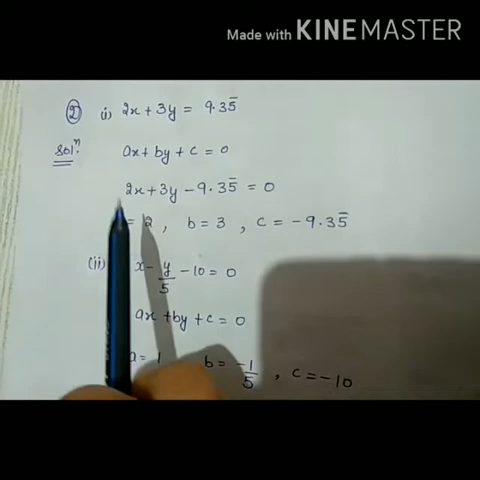 Made with KINEMASTER
② (i) 2x + 3y = 9.35̅
Solⁿ. ax + by + c = 0
2x + 3y - 9.35̅ = 0
= 2, b = 3, c = -9.35̅
(ii) x - y/5 - 10 = 0
ax + by + c = 0
a = 1 b = -1/5, c = -10